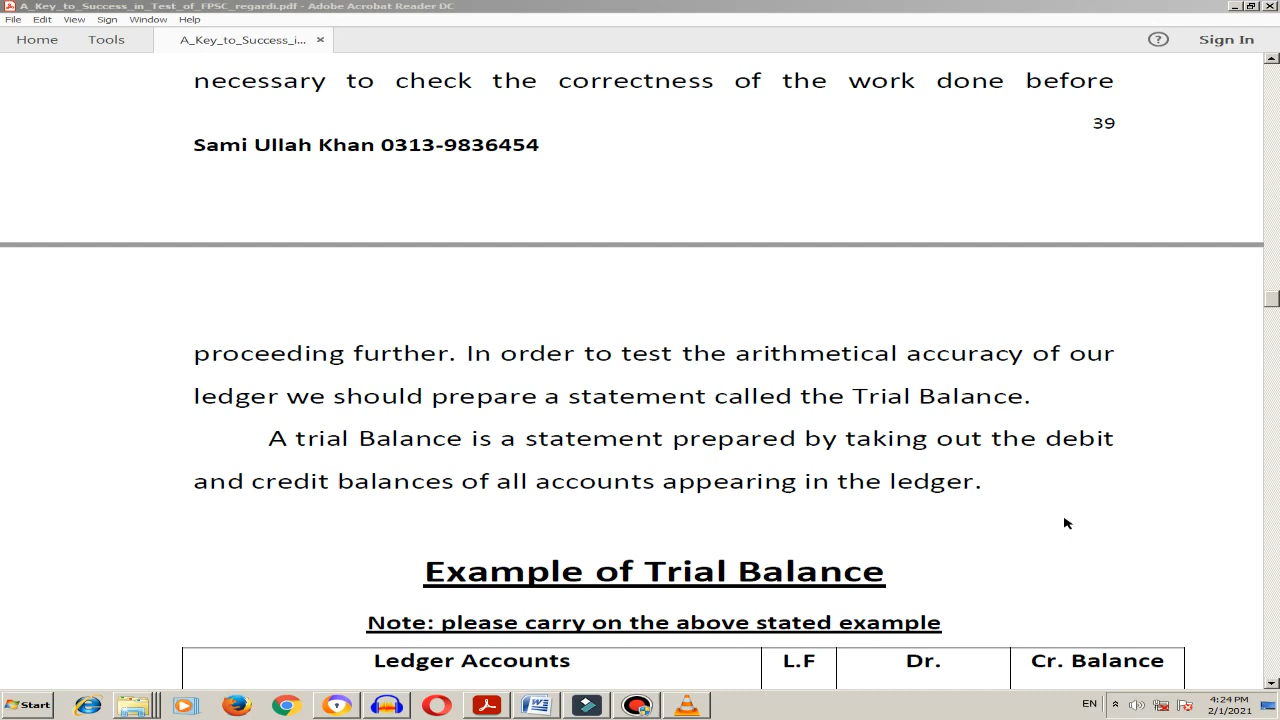 A_Key_to_Success_in_Test_of_FPSC_regardi.pdf - Adobe Acrobat Reader DC
File Edit View Sign Window Help
Home Tools A_Key_to_Success_i... × ? Sign In
necessary to check the correctness of the work done before
39
Sami Ullah Khan 0313-9836454
proceeding further. In order to test the arithmetical accuracy of our
ledger we should prepare a statement called the Trial Balance.
A trial Balance is a statement prepared by taking out the debit
and credit balances of all accounts appearing in the ledger.
Example of Trial Balance
Note: please carry on the above stated example
Ledger Accounts L.F Dr. Cr. Balance
Start EN 4:24 PM
2/1/2021